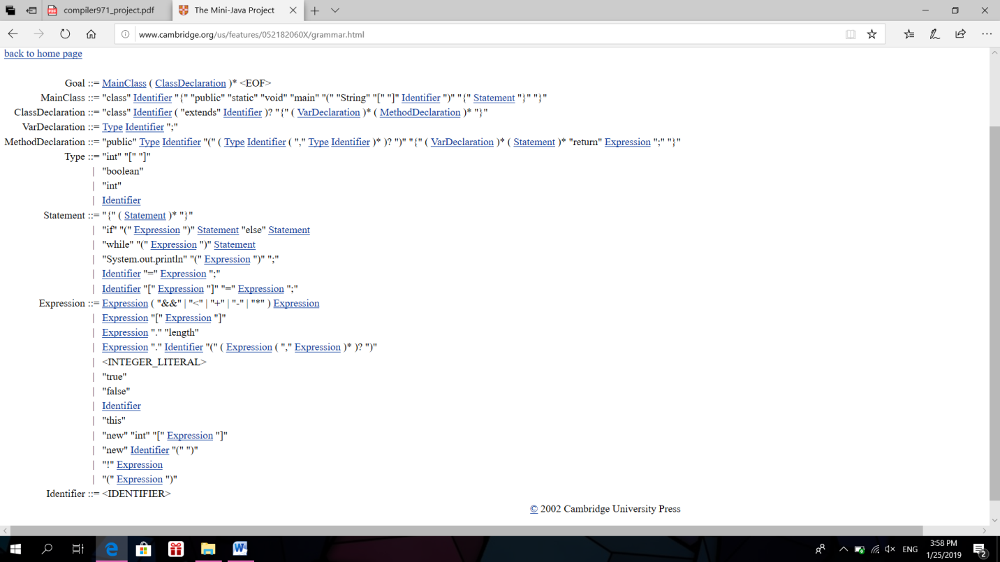 compiler971_project.pdf
The Mini-Java Project
www.cambridge.org/us/features/052182060X/grammar.html
back to home page
Goal ::= MainClass ( ClassDeclaration )* <EOF>
MainClass ::= "class" Identifier "{" "public" "static" "void" "main" "(" "String" "[" "]" Identifier ")" "{" Statement "}" "}"
ClassDeclaration ::= "class" Identifier ( "extends" Identifier )? "{" ( VarDeclaration )* ( MethodDeclaration )* "}"
VarDeclaration ::= Type Identifier ";"
MethodDeclaration ::= "public" Type Identifier "(" ( Type Identifier ( "," Type Identifier )* )? ")" "{" ( VarDeclaration )* ( Statement )* "return" Expression ";" "}"
Type ::= "int" "[" "]"
| "boolean"
| "int"
| Identifier
Statement ::= "{" ( Statement )* "}"
| "if" "(" Expression ")" Statement "else" Statement
| "while" "(" Expression ")" Statement
| "System.out.println" "(" Expression ")" ";"
| Identifier "=" Expression ";"
| Identifier "[" Expression "]" "=" Expression ";"
Expression ::= Expression ( "&&" | "<" | "+" | "-" | "*" ) Expression
| Expression "[" Expression "]"
| Expression "." "length"
| Expression "." Identifier "(" ( Expression ( "," Expression )* )? ")"
| <INTEGER_LITERAL>
| "true"
| "false"
| Identifier
| "this"
| "new" "int" "[" Expression "]"
| "new" Identifier "(" ")"
| "!" Expression
| "(" Expression ")"
Identifier ::= <IDENTIFIER>
© 2002 Cambridge University Press
ENG
3:58 PM
1/25/2019
2